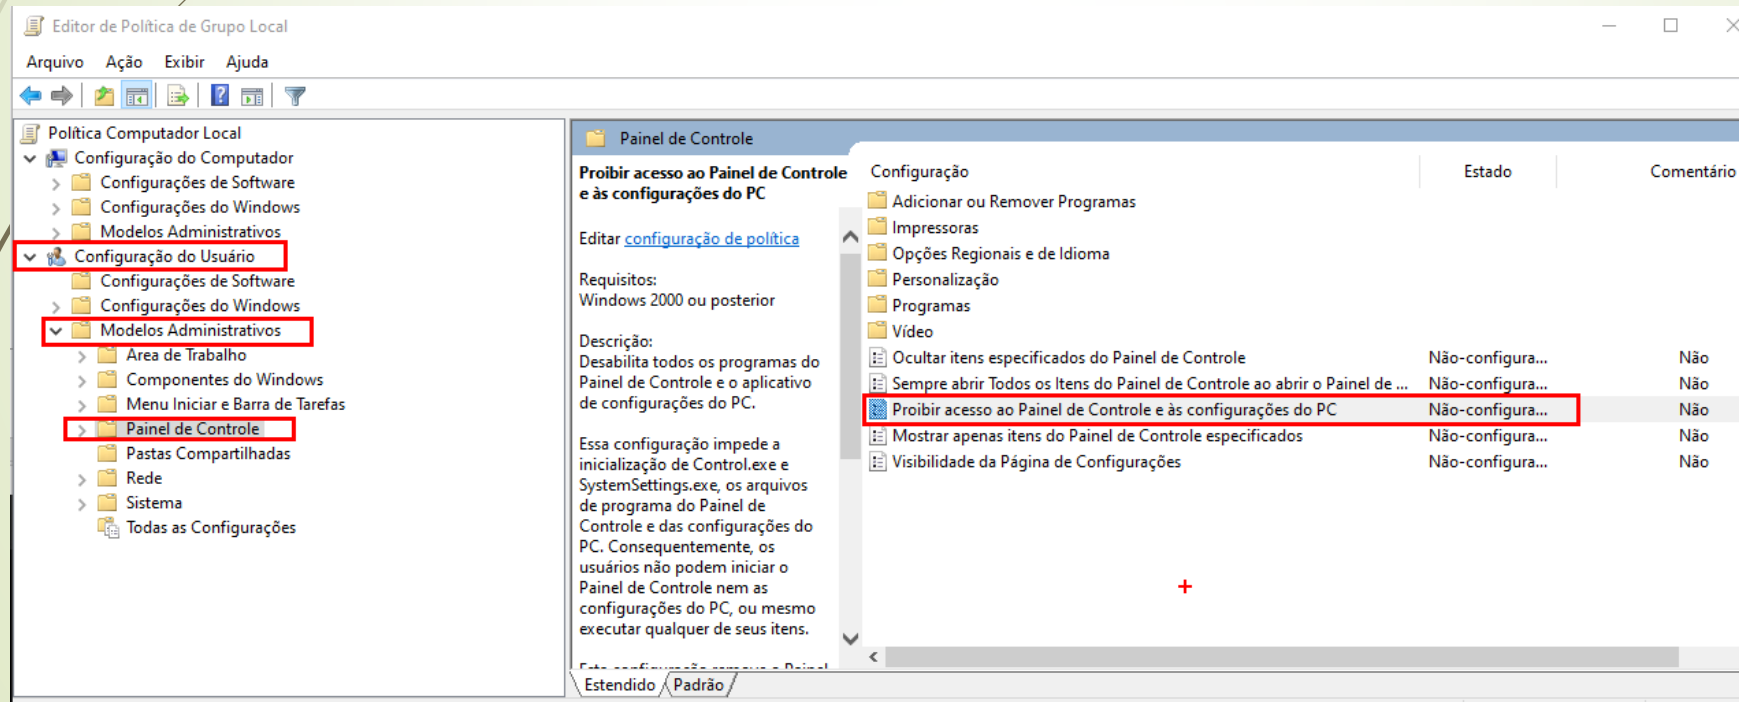 Editor de Política de Grupo Local
Arquivo Ação Exibir Ajuda
Política Computador Local
Configuração do Computador
Configurações de Software
Configurações do Windows
Modelos Administrativos
Configuração do Usuário
Configurações de Software
Configurações do Windows
Modelos Administrativos
Área de Trabalho
Componentes do Windows
Menu Iniciar e Barra de Tarefas
Painel de Controle
Pastas Compartilhadas
Rede
Sistema
Todas as Configurações
Painel de Controle
Proibir acesso ao Painel de Controle
e às configurações do PC
Editar configuração de política
Requisitos:
Windows 2000 ou posterior
Descrição:
Desabilita todos os programas do
Painel de Controle e o aplicativo
de configurações do PC.
Essa configuração impede a
inicialização de Control.exe e
SystemSettings.exe, os arquivos
de programa do Painel de
Controle e das configurações do
PC. Consequentemente, os
usuários não podem iniciar o
Painel de Controle nem as
configurações do PC, ou mesmo
executar qualquer de seus itens.
Configuração Estado Comentário
Adicionar ou Remover Programas
Impressoras
Opções Regionais e de Idioma
Personalização
Programas
Vídeo
Ocultar itens especificados do Painel de Controle Não-configura... Não
Sempre abrir Todos os Itens do Painel de Controle ao abrir o Painel de ... Não-configura... Não
Proibir acesso ao Painel de Controle e às configurações do PC Não-configura... Não
Mostrar apenas itens do Painel de Controle especificados Não-configura... Não
Visibilidade da Página de Configurações Não-configura... Não
Estendido Padrão